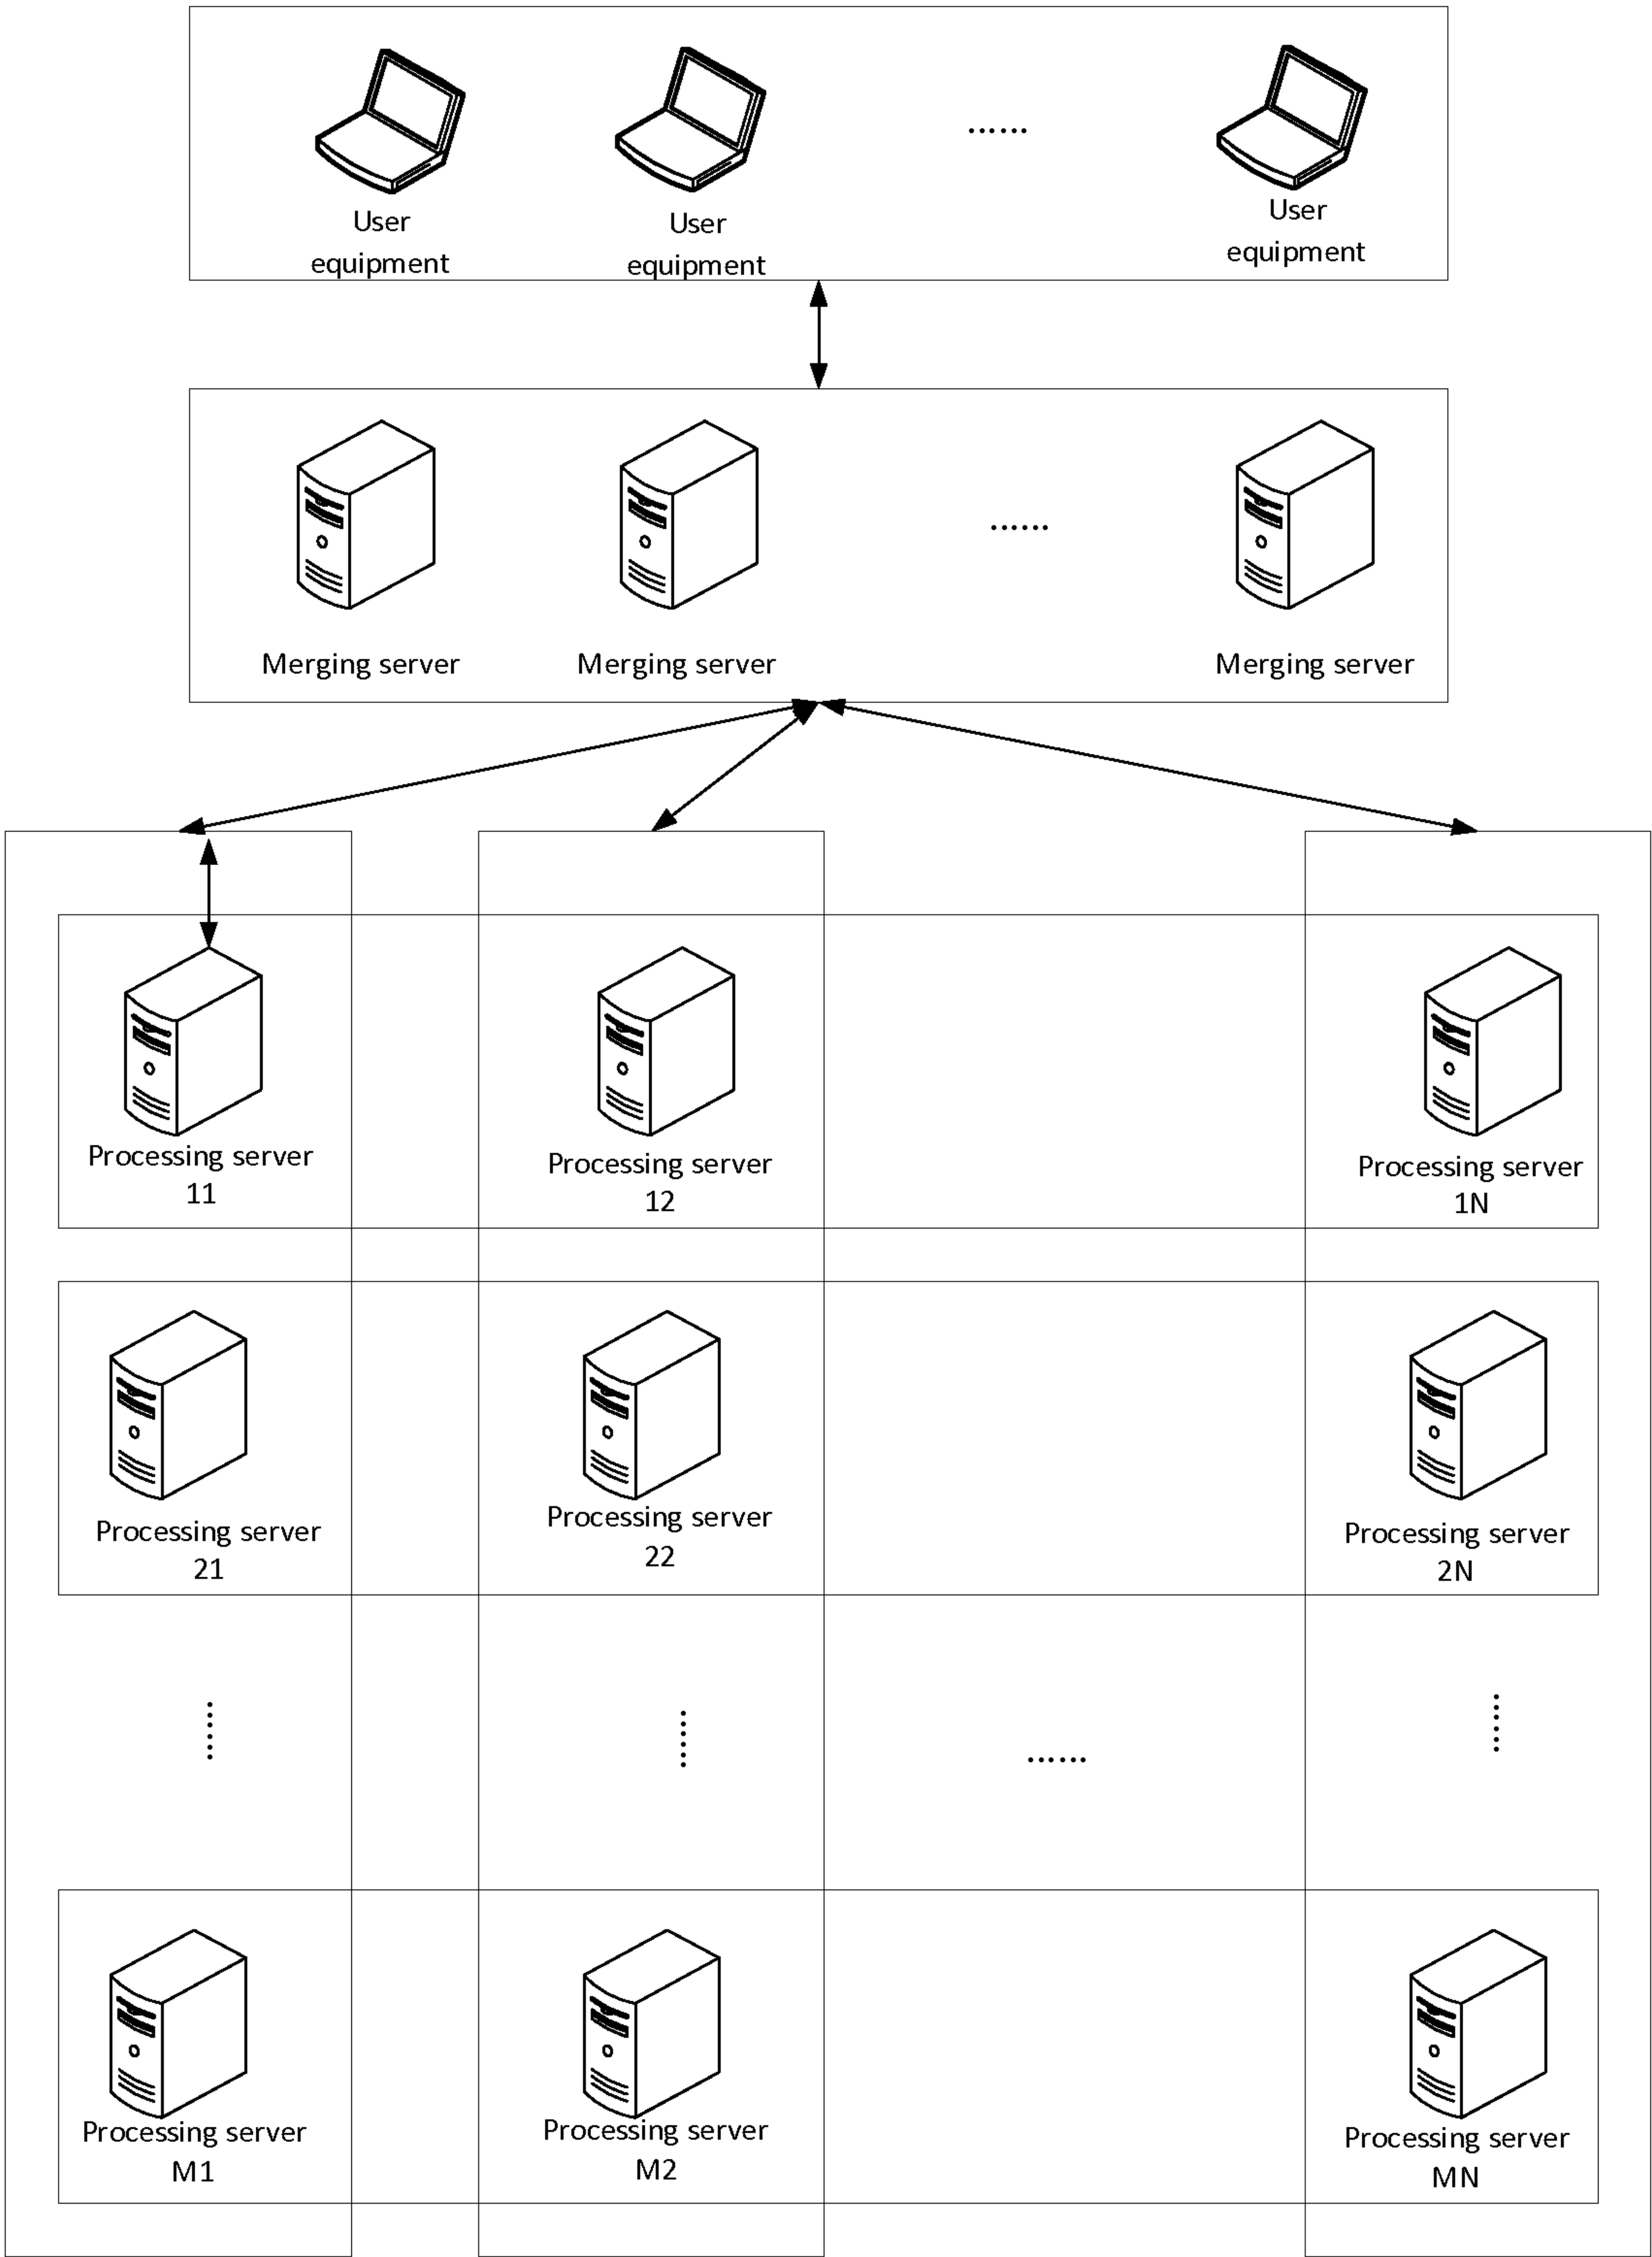 User
equipment
User
equipment
......
User
equipment
Merging server
Merging server
......
Merging server
Processing server
11
Processing server
12
Processing server
1N
Processing server
21
Processing server
22
Processing server
2N
......
......
......
......
Processing server
M1
Processing server
M2
Processing server
MN